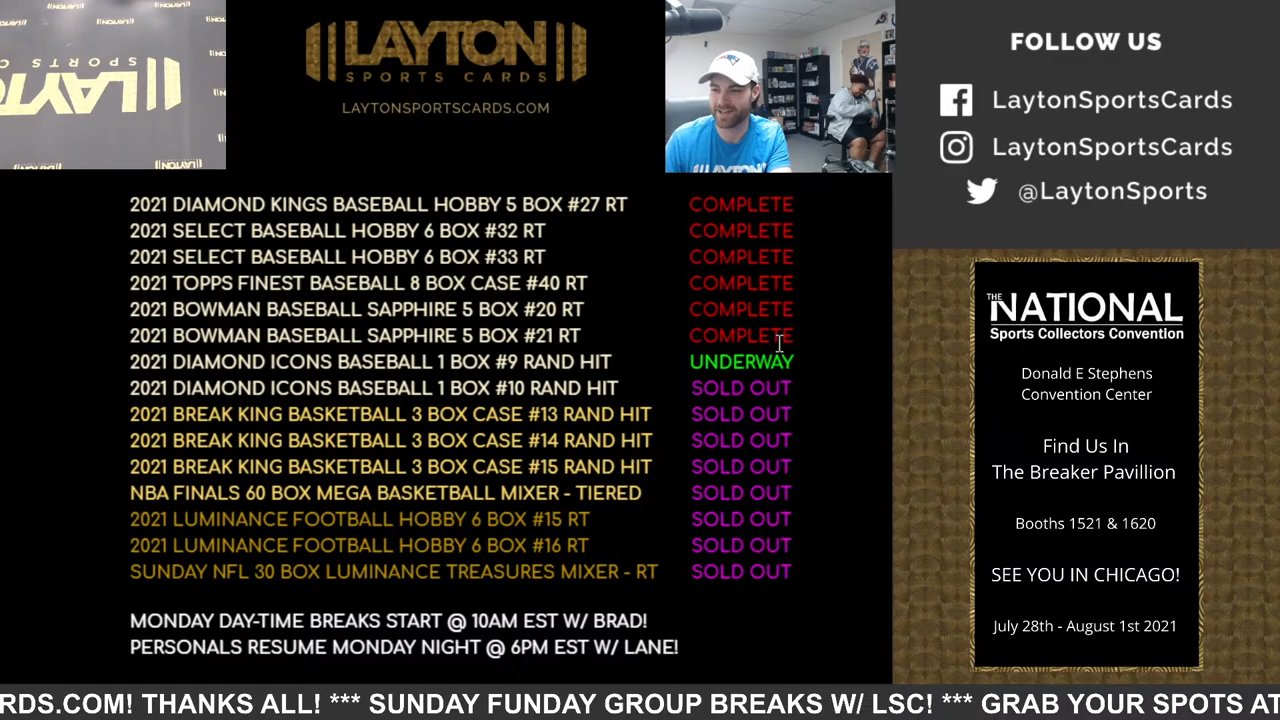 LAYTON
SPORTS CARDS
LAYTONSPORTSCARDS.COM
LAYTON
SPORTS CARDS
LAYTON
FOLLOW US
LaytonSportsCards
LaytonSportsCards
@LaytonSports
2021 DIAMOND KINGS BASEBALL HOBBY 5 BOX #27 RT COMPLETE
2021 SELECT BASEBALL HOBBY 6 BOX #32 RT COMPLETE
2021 SELECT BASEBALL HOBBY 6 BOX #33 RT COMPLETE
2021 TOPPS FINEST BASEBALL 8 BOX CASE #40 RT COMPLETE
2021 BOWMAN BASEBALL SAPPHIRE 5 BOX #20 RT COMPLETE
2021 BOWMAN BASEBALL SAPPHIRE 5 BOX #21 RT COMPLETE
2021 DIAMOND ICONS BASEBALL 1 BOX #9 RAND HIT UNDERWAY
2021 DIAMOND ICONS BASEBALL 1 BOX #10 RAND HIT SOLD OUT
2021 BREAK KING BASKETBALL 3 BOX CASE #13 RAND HIT SOLD OUT
2021 BREAK KING BASKETBALL 3 BOX CASE #14 RAND HIT SOLD OUT
2021 BREAK KING BASKETBALL 3 BOX CASE #15 RAND HIT SOLD OUT
NBA FINALS 60 BOX MEGA BASKETBALL MIXER - TIERED SOLD OUT
2021 LUMINANCE FOOTBALL HOBBY 6 BOX #15 RT SOLD OUT
2021 LUMINANCE FOOTBALL HOBBY 6 BOX #16 RT SOLD OUT
SUNDAY NFL 30 BOX LUMINANCE TREASURES MIXER - RT SOLD OUT
MONDAY DAY-TIME BREAKS START @ 10AM EST W/ BRAD!
PERSONALS RESUME MONDAY NIGHT @ 6PM EST W/ LANE!
THE NATIONAL
Sports Collectors Convention
Donald E Stephens
Convention Center
Find Us In
The Breaker Pavillion
Booths 1521 & 1620
SEE YOU IN CHICAGO!
July 28th - August 1st 2021
RDS.COM! THANKS ALL! *** SUNDAY FUNDAY GROUP BREAKS W/ LSC! *** GRAB YOUR SPOTS AT